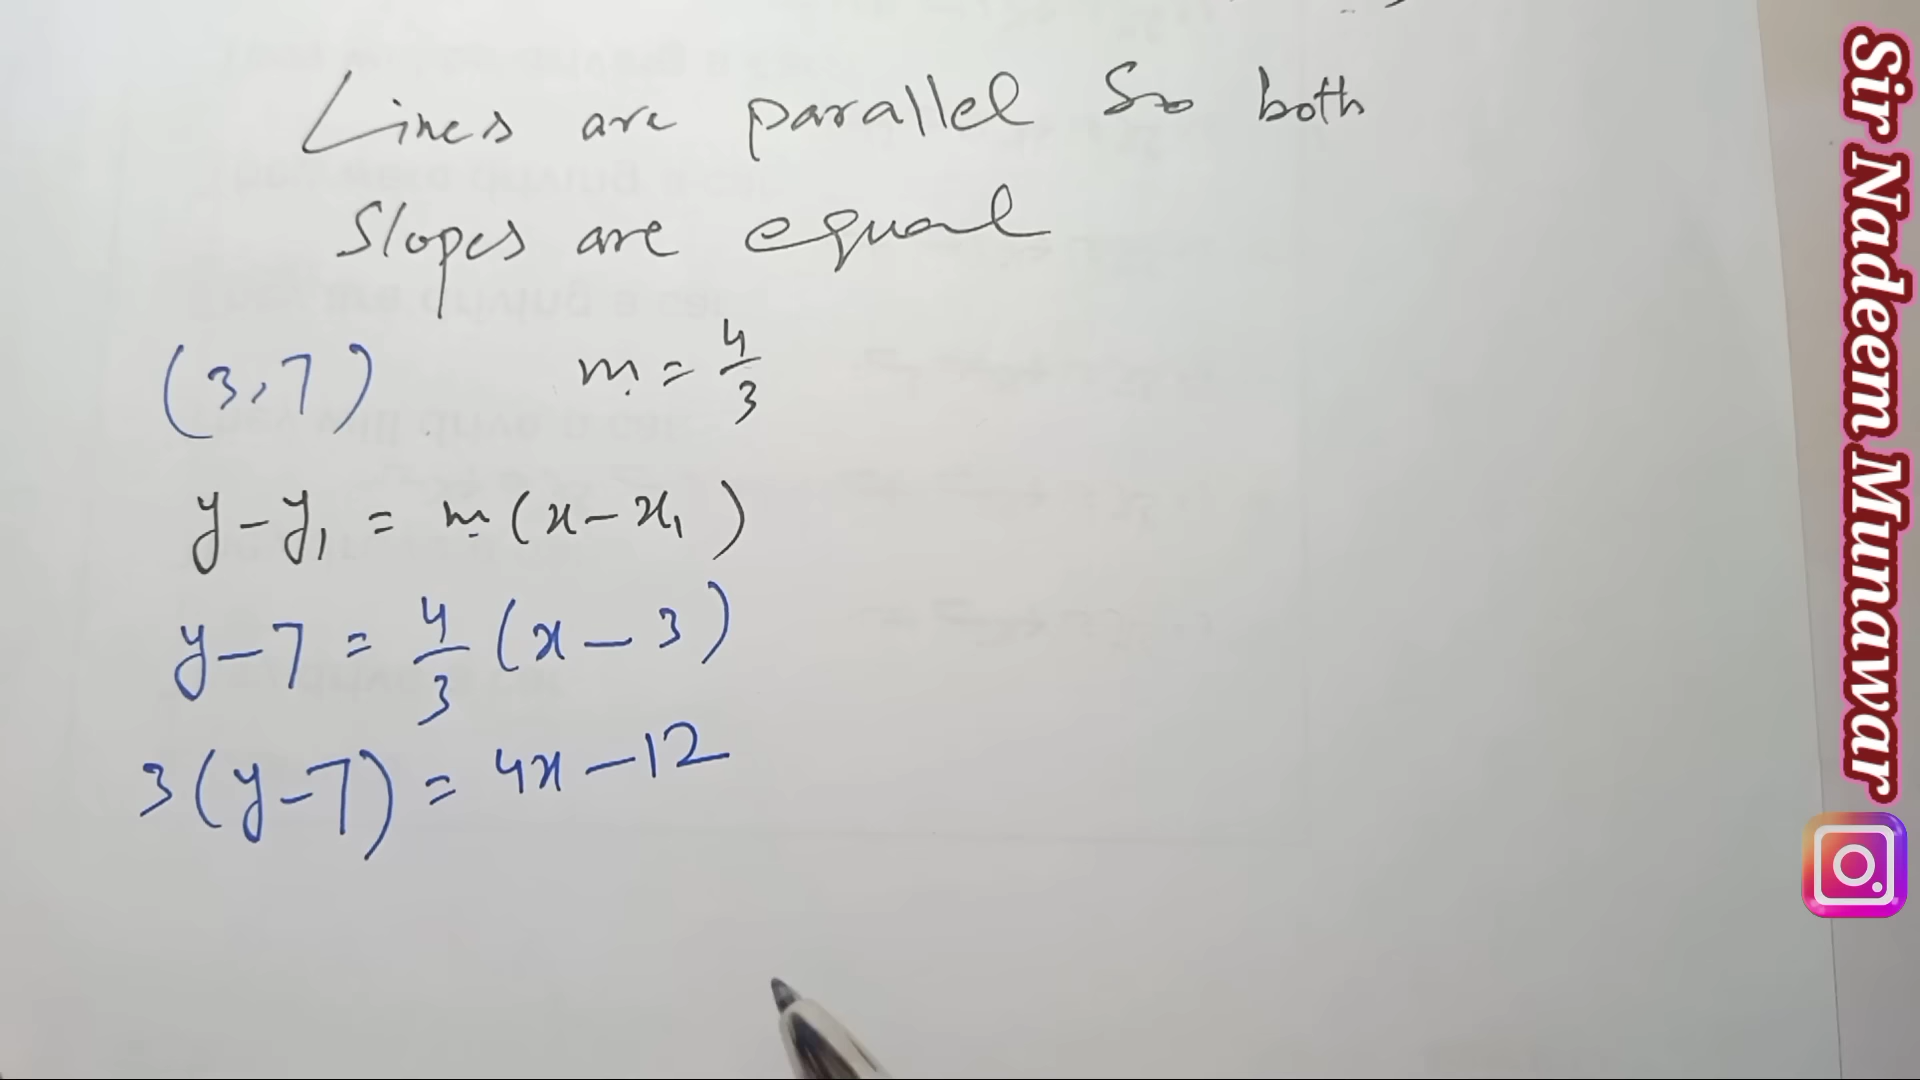 Lines are parallel So both
Slopes are equal
(3,7) m = 4/3
y - y₁ = m (x - x₁)
y - 7 = 4/3 (x - 3)
3(y - 7) = 4x - 12
Sir Nadeem Munawar